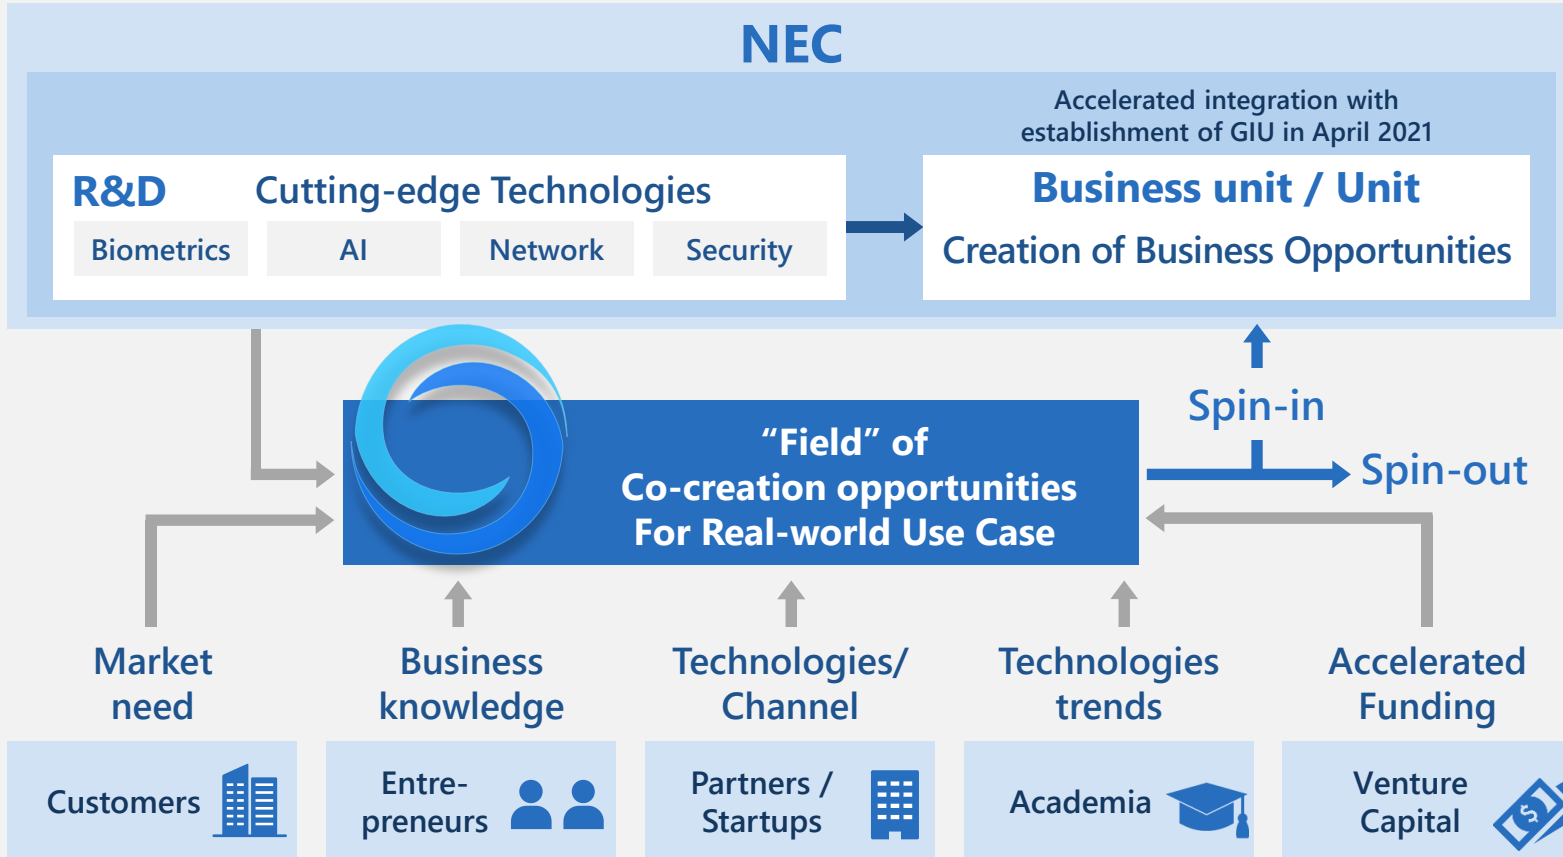 NEC
Accelerated integration with
establishment of GIU in April 2021
R&D Cutting-edge Technologies
Biometrics AI Network Security
Business unit / Unit
Creation of Business Opportunities
“Field” of
Co-creation opportunities
For Real-world Use Case
Spin-in
Spin-out
Market
need
Business
knowledge
Technologies/
Channel
Technologies
trends
Accelerated
Funding
Customers
Entre-
preneurs
Partners /
Startups
Academia
Venture
Capital
$